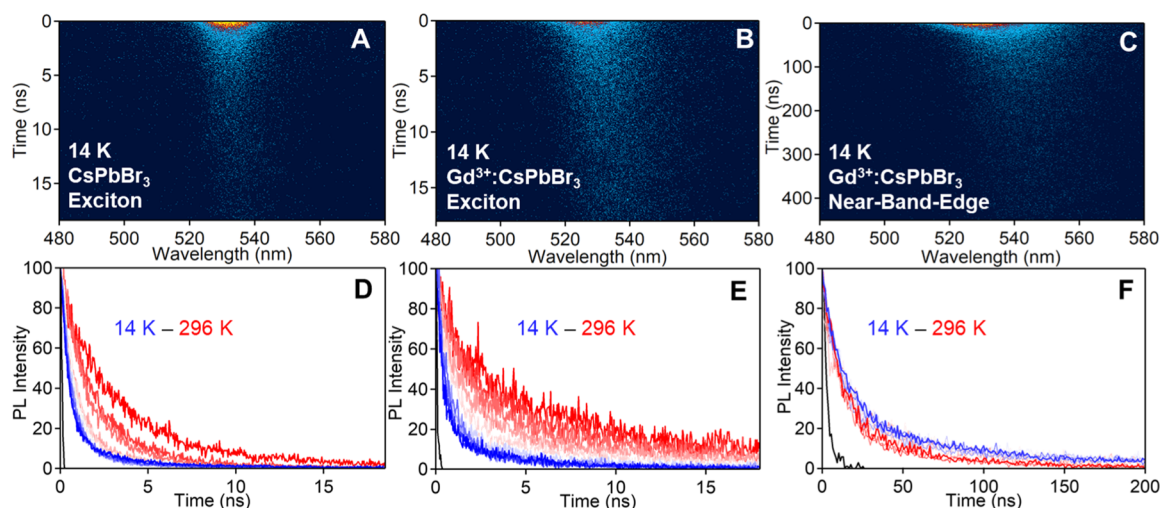 A
Time (ns)
0
5
10
15
14 K
CsPbBr₃
Exciton
480 500 520 540 560 580
Wavelength (nm)
B
Time (ns)
0
5
10
15
14 K
Gd³⁺:CsPbBr₃
Exciton
480 500 520 540 560 580
Wavelength (nm)
C
Time (ns)
0
100
200
300
400
14 K
Gd³⁺:CsPbBr₃
Near-Band-Edge
480 500 520 540 560 580
Wavelength (nm)
D
PL Intensity
100
80
60
40
20
0
14 K – 296 K
0 5 10 15
Time (ns)
E
PL Intensity
100
80
60
40
20
0
14 K – 296 K
0 5 10 15
Time (ns)
F
PL Intensity
100
80
60
40
20
0
14 K – 296 K
0 50 100 150 200
Time (ns)